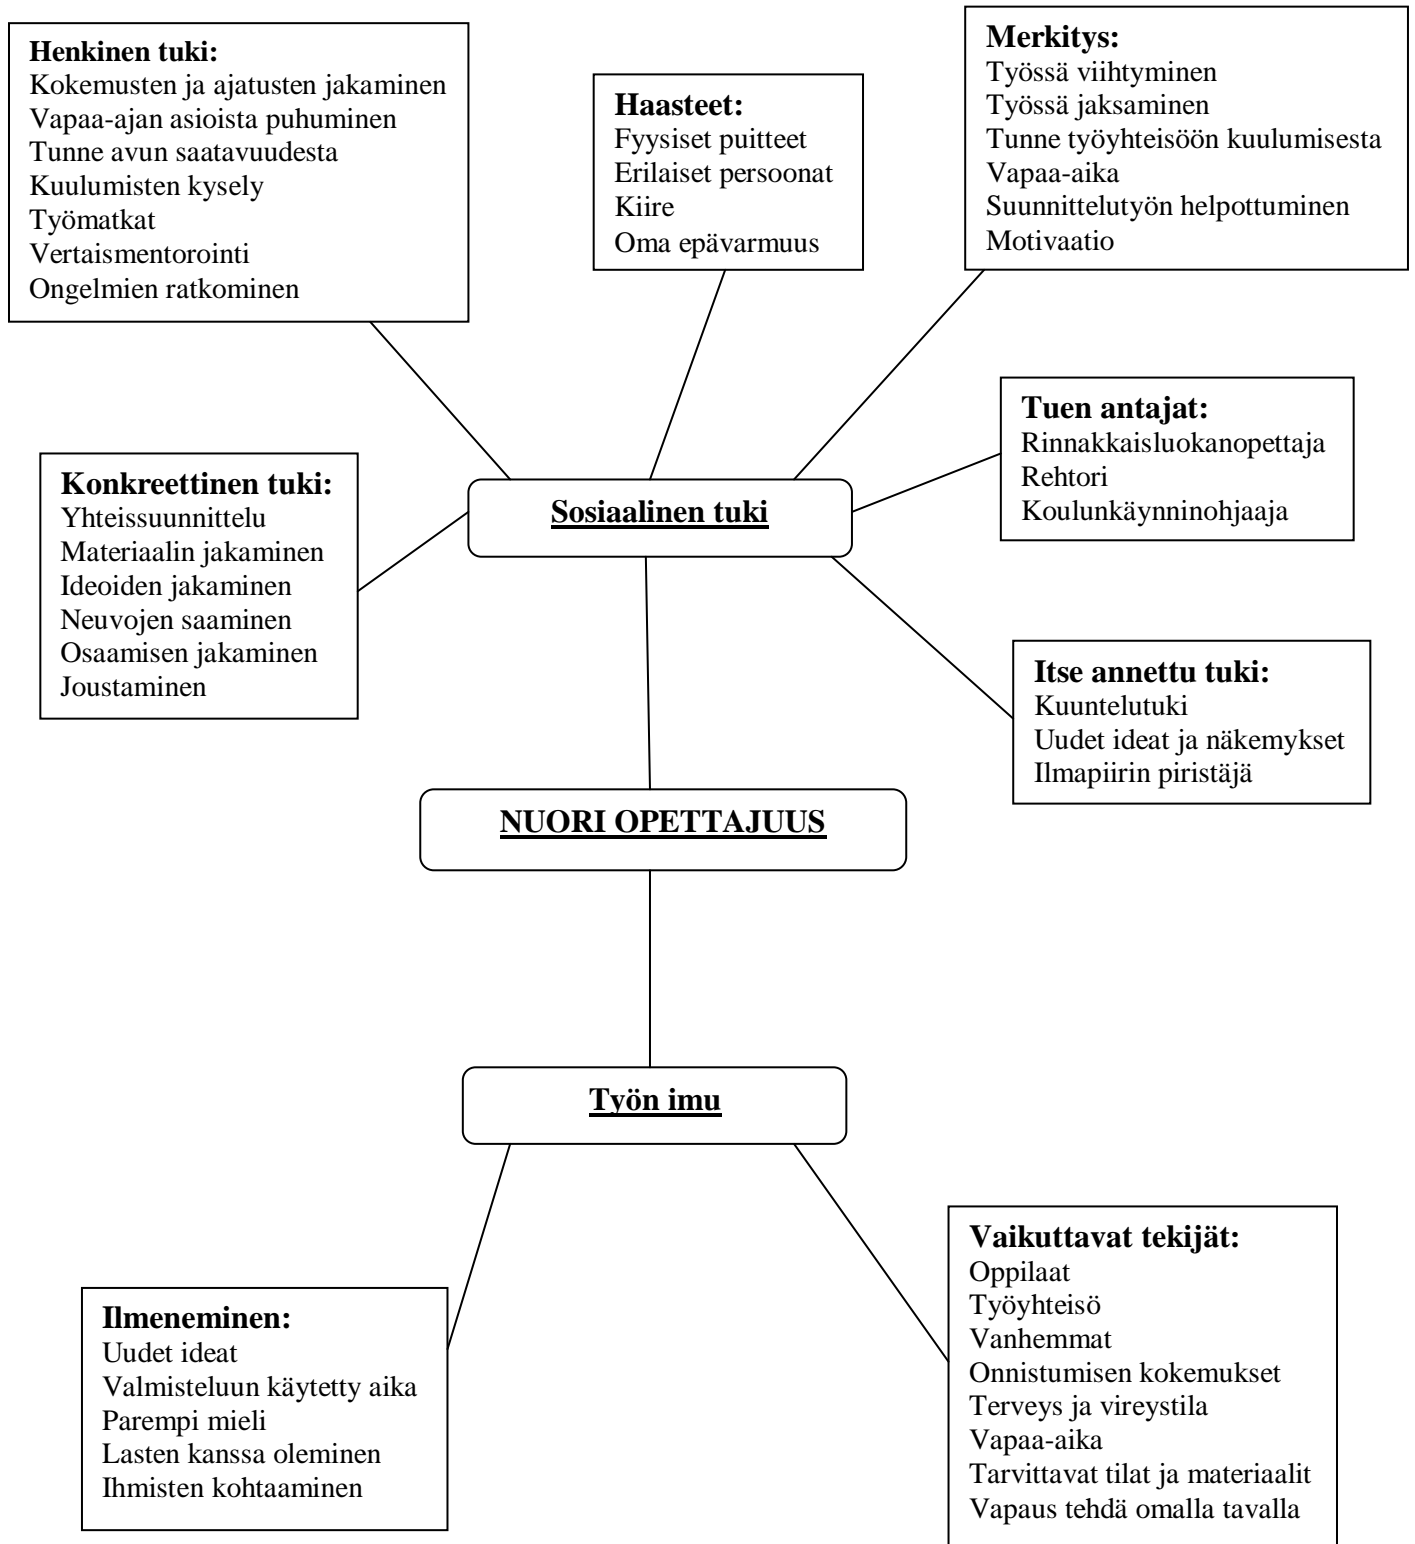 Henkinen tuki:
Kokemusten ja ajatusten jakaminen
Vapaa-ajan asioista puhuminen
Tunne avun saatavuudesta
Kuulumisten kysely
Työmatkat
Vertaismentorointi
Ongelmien ratkominen
Haasteet:
Fyysiset puitteet
Erilaiset persoonat
Kiire
Oma epävarmuus
Merkitys:
Työssä viihtyminen
Työssä jaksaminen
Tunne työyhteisöön kuulumisesta
Vapaa-aika
Suunnittelutyön helpottuminen
Motivaatio
Tuen antajat:
Rinnakkaisluokanopettaja
Rehtori
Koulunkäynninohjaaja
Konkreettinen tuki:
Yhteissuunnittelu
Materiaalin jakaminen
Ideoiden jakaminen
Neuvojen saaminen
Osaamisen jakaminen
Joustaminen
Sosiaalinen tuki
Itse annettu tuki:
Kuuntelutuki
Uudet ideat ja näkemykset
Ilmapiirin piristäjä
NUORI OPETTAJUUS
Työn imu
Ilmeneminen:
Uudet ideat
Valmisteluun käytetty aika
Parempi mieli
Lasten kanssa oleminen
Ihmisten kohtaaminen
Vaikuttavat tekijät:
Oppilaat
Työyhteisö
Vanhemmat
Onnistumisen kokemukset
Terveys ja vireystila
Vapaa-aika
Tarvittavat tilat ja materiaalit
Vapaus tehdä omalla tavalla